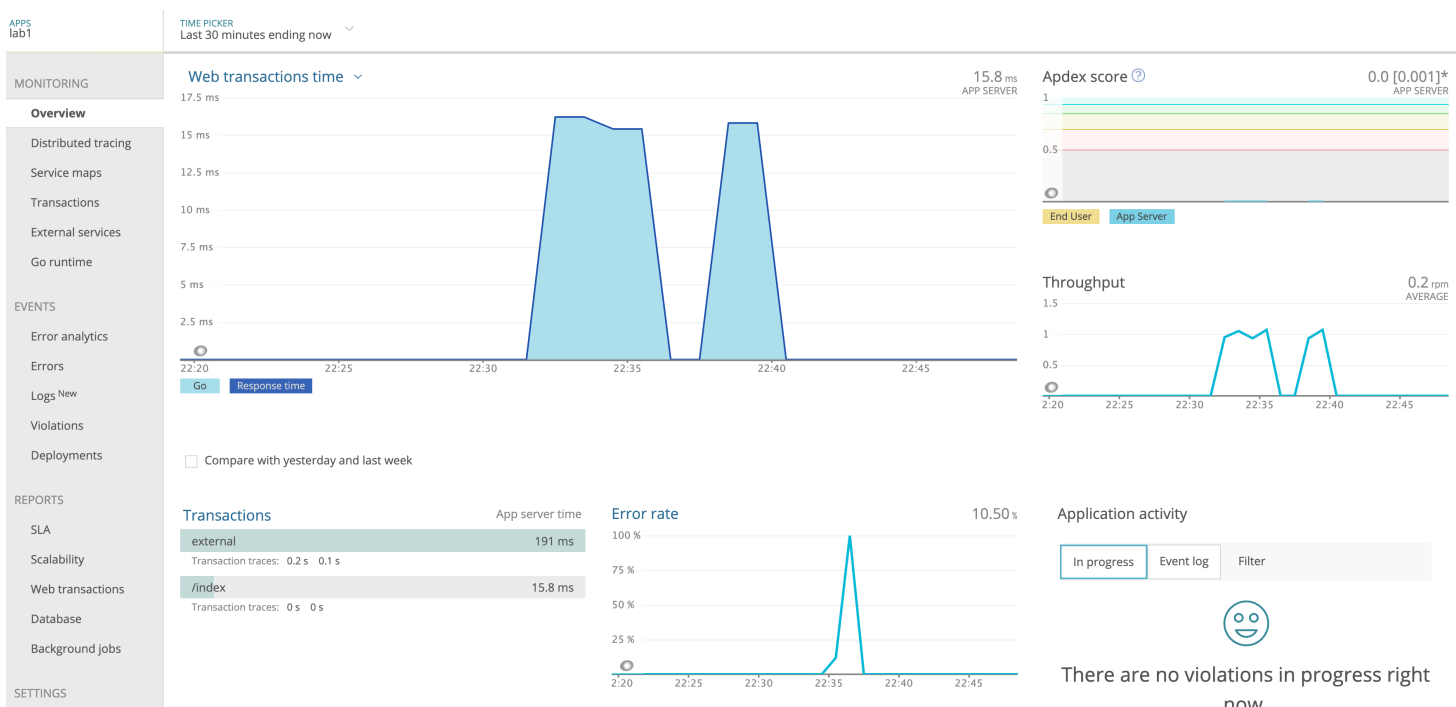 APPS
lab1
TIME PICKER
Last 30 minutes ending now
MONITORING
Overview
Distributed tracing
Service maps
Transactions
External services
Go runtime
EVENTS
Error analytics
Errors
Logs New
Violations
Deployments
REPORTS
SLA
Scalability
Web transactions
Database
Background jobs
SETTINGS
Web transactions time
15.8 ms
APP SERVER
17.5 ms
15 ms
12.5 ms
10 ms
7.5 ms
5 ms
2.5 ms
22:20 22:25 22:30 22:35 22:40 22:45
Go Response time
Compare with yesterday and last week
Apdex score ?
0.0 [0.001]*
APP SERVER
1
0.5
End User App Server
Throughput
0.2 rpm
AVERAGE
1.5
1
0.5
2:20 22:25 22:30 22:35 22:40 22:45
Transactions App server time
external 191 ms
Transaction traces: 0.2 s 0.1 s
/index 15.8 ms
Transaction traces: 0 s 0 s
Error rate 10.50 %
100 %
75 %
50 %
25 %
2:20 22:25 22:30 22:35 22:40 22:45
Application activity
In progress Event log Filter
There are no violations in progress right
now